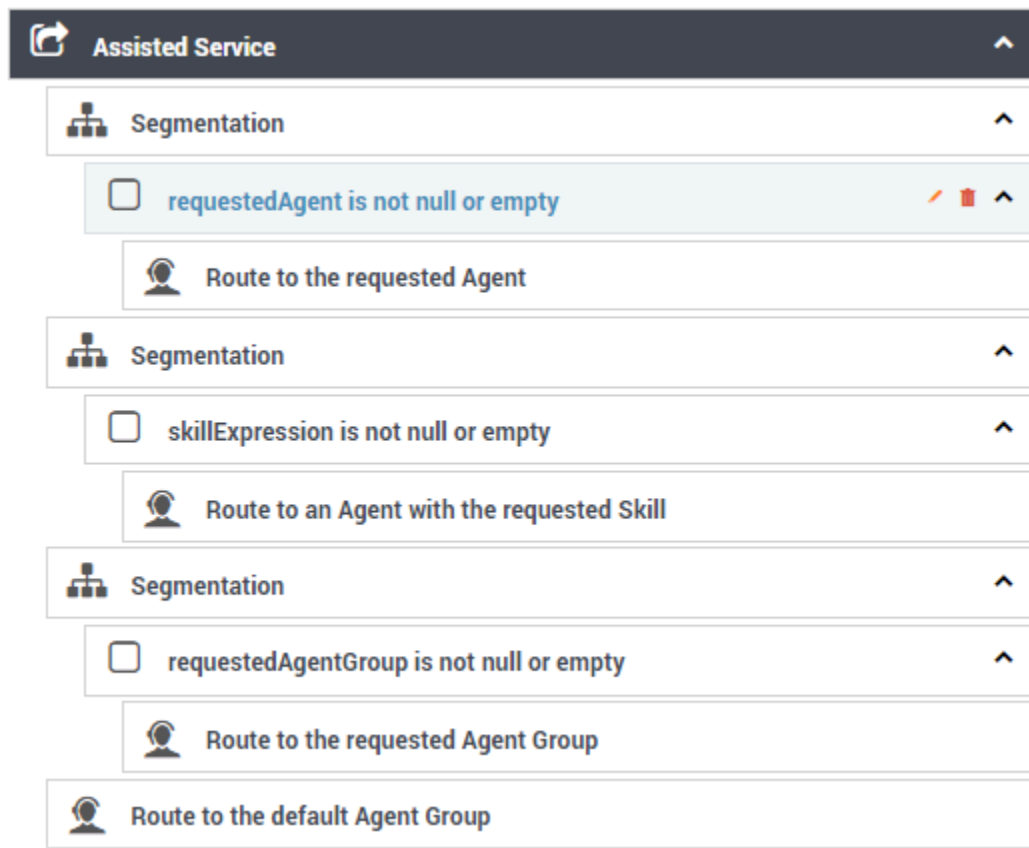 Assisted Service
Segmentation
requestedAgent is not null or empty
Route to the requested Agent
Segmentation
skillExpression is not null or empty
Route to an Agent with the requested Skill
Segmentation
requestedAgentGroup is not null or empty
Route to the requested Agent Group
Route to the default Agent Group